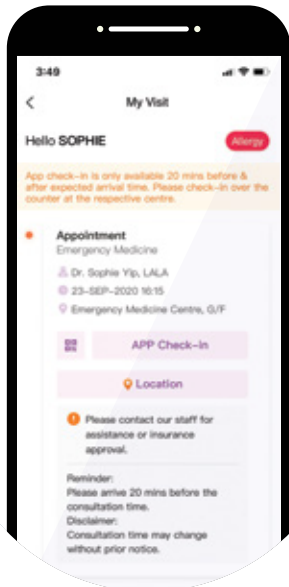 3:49
My Visit
Hello SOPHIE
Allergy
App check-in is only available 20 mins before &
after expected arrival time. Please check-in over the
counter at the respective centre.
Appointment
Emergency Medicine
Dr. Sophie Yip, LALA
23-SEP-2020 16:15
Emergency Medicine Centre, G/F
APP Check-in
Location
Please contact our staff for
assistance or insurance
approval.
Reminder:
Please arrive 20 mins before the
consultation time.
Disclaimer:
Consultation time may change
without prior notice.